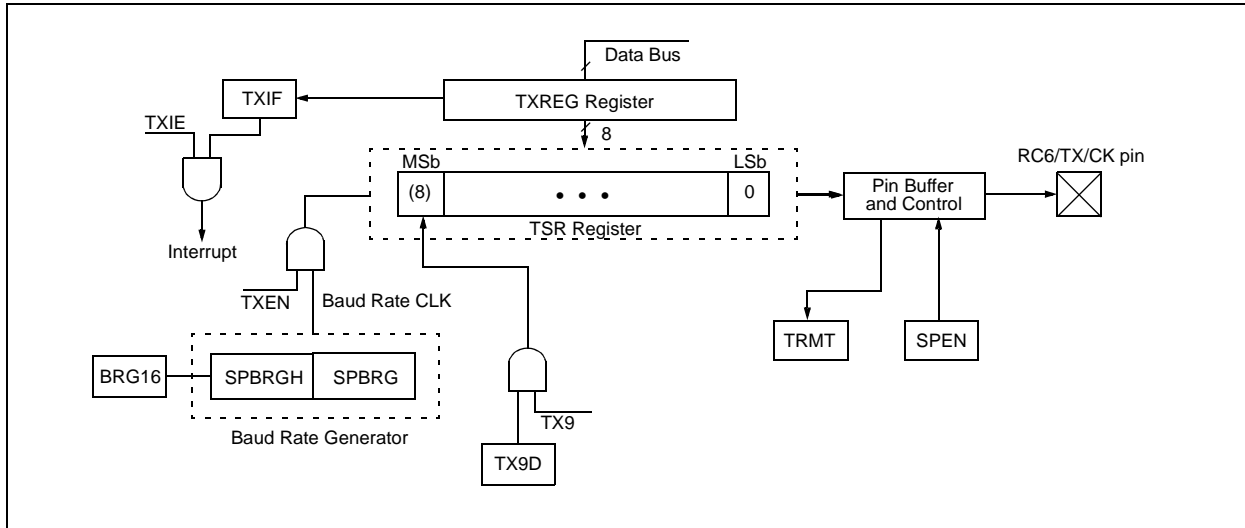 Data Bus
TXIF
TXREG Register
TXIE
8
MSb
LSb
RC6/TX/CK pin
(8)
• • •
0
Pin Buffer
and Control
TSR Register
Interrupt
TXEN
Baud Rate CLK
TRMT
SPEN
BRG16
SPBRGH
SPBRG
TX9
Baud Rate Generator
TX9D